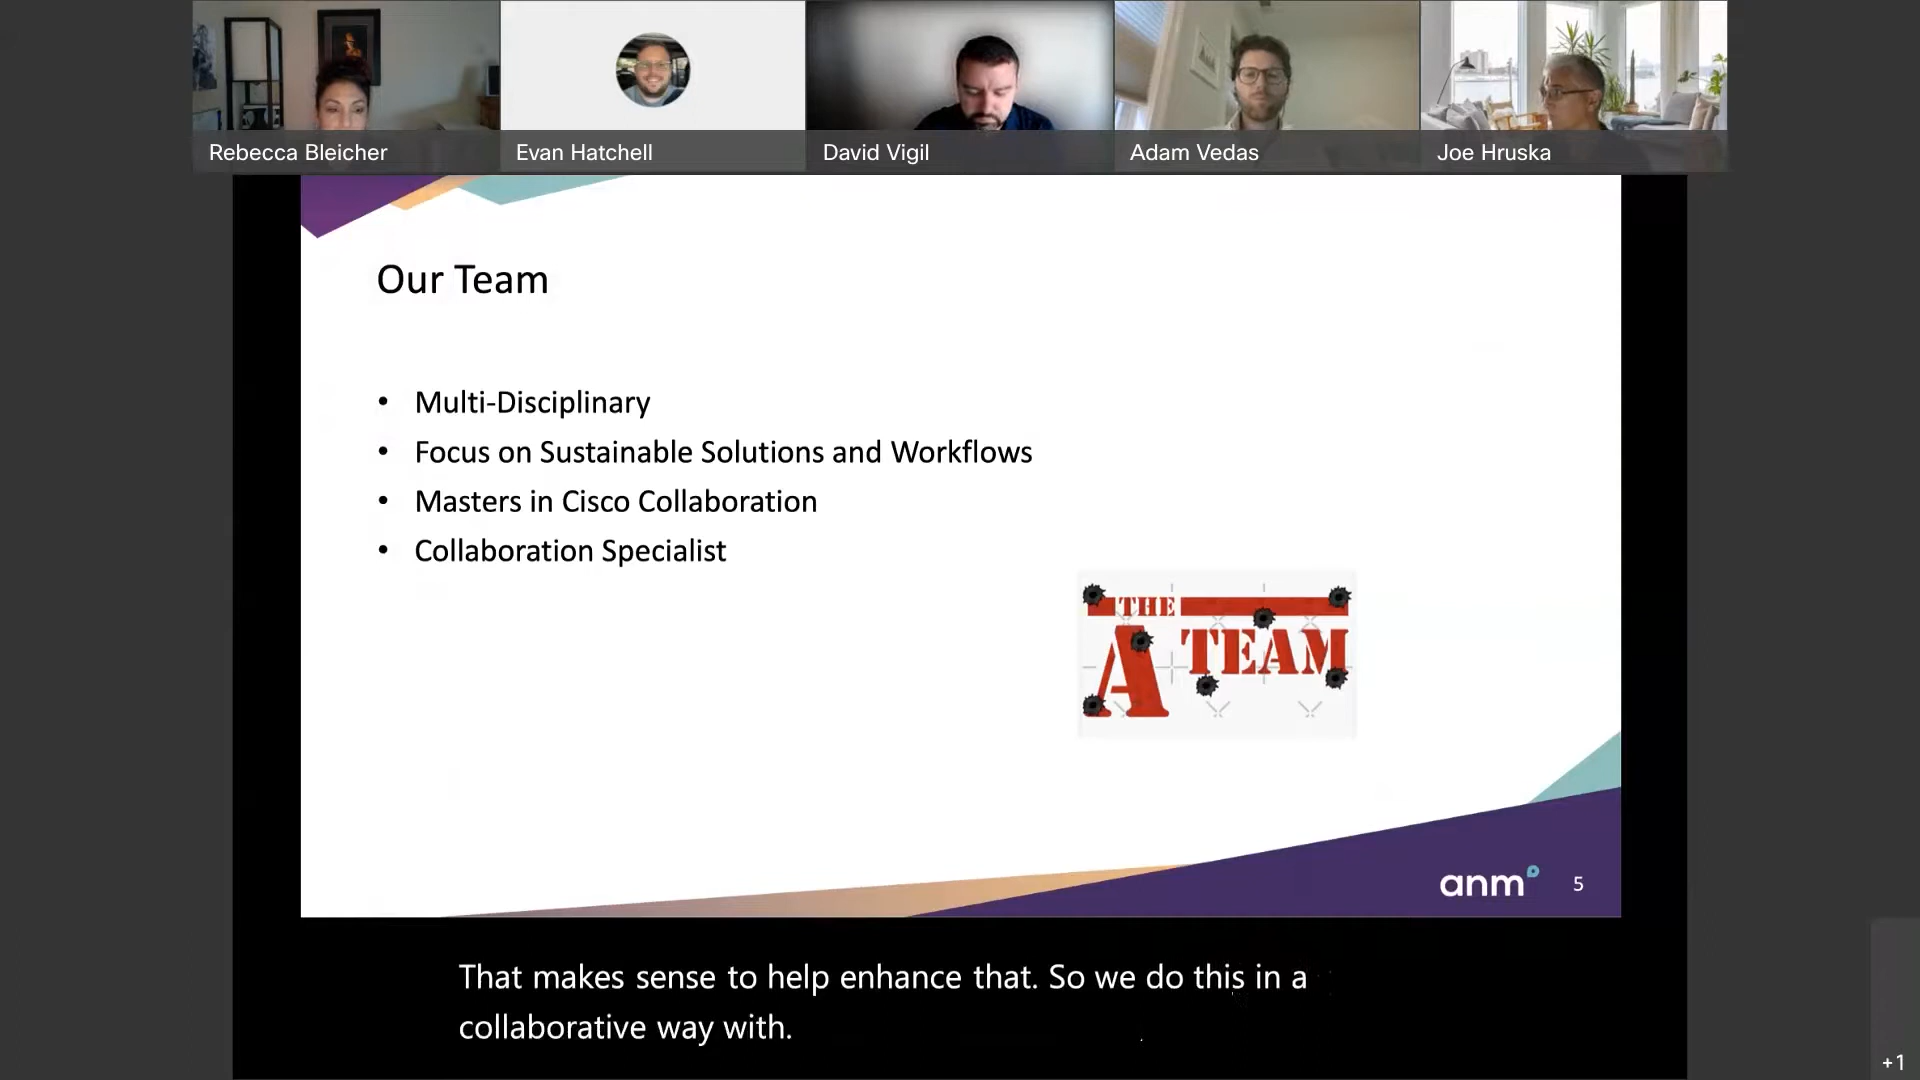 Rebecca Bleicher
Evan Hatchell
David Vigil
Adam Vedas
Joe Hruska
Our Team
• Multi-Disciplinary
• Focus on Sustainable Solutions and Workflows
• Masters in Cisco Collaboration
• Collaboration Specialist
THE
A TEAM
anm
5
That makes sense to help enhance that. So we do this in a
collaborative way with.
+1